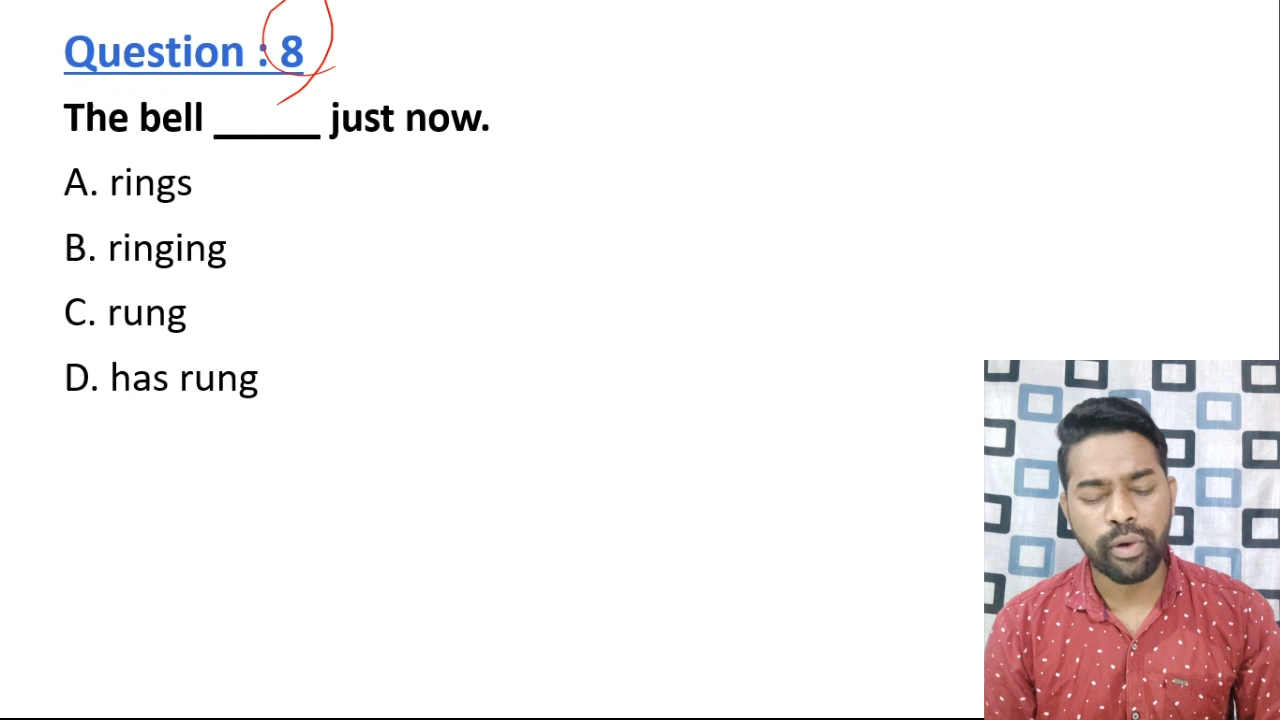 Question : 8
The bell ______ just now.
A. rings
B. ringing
C. rung
D. has rung